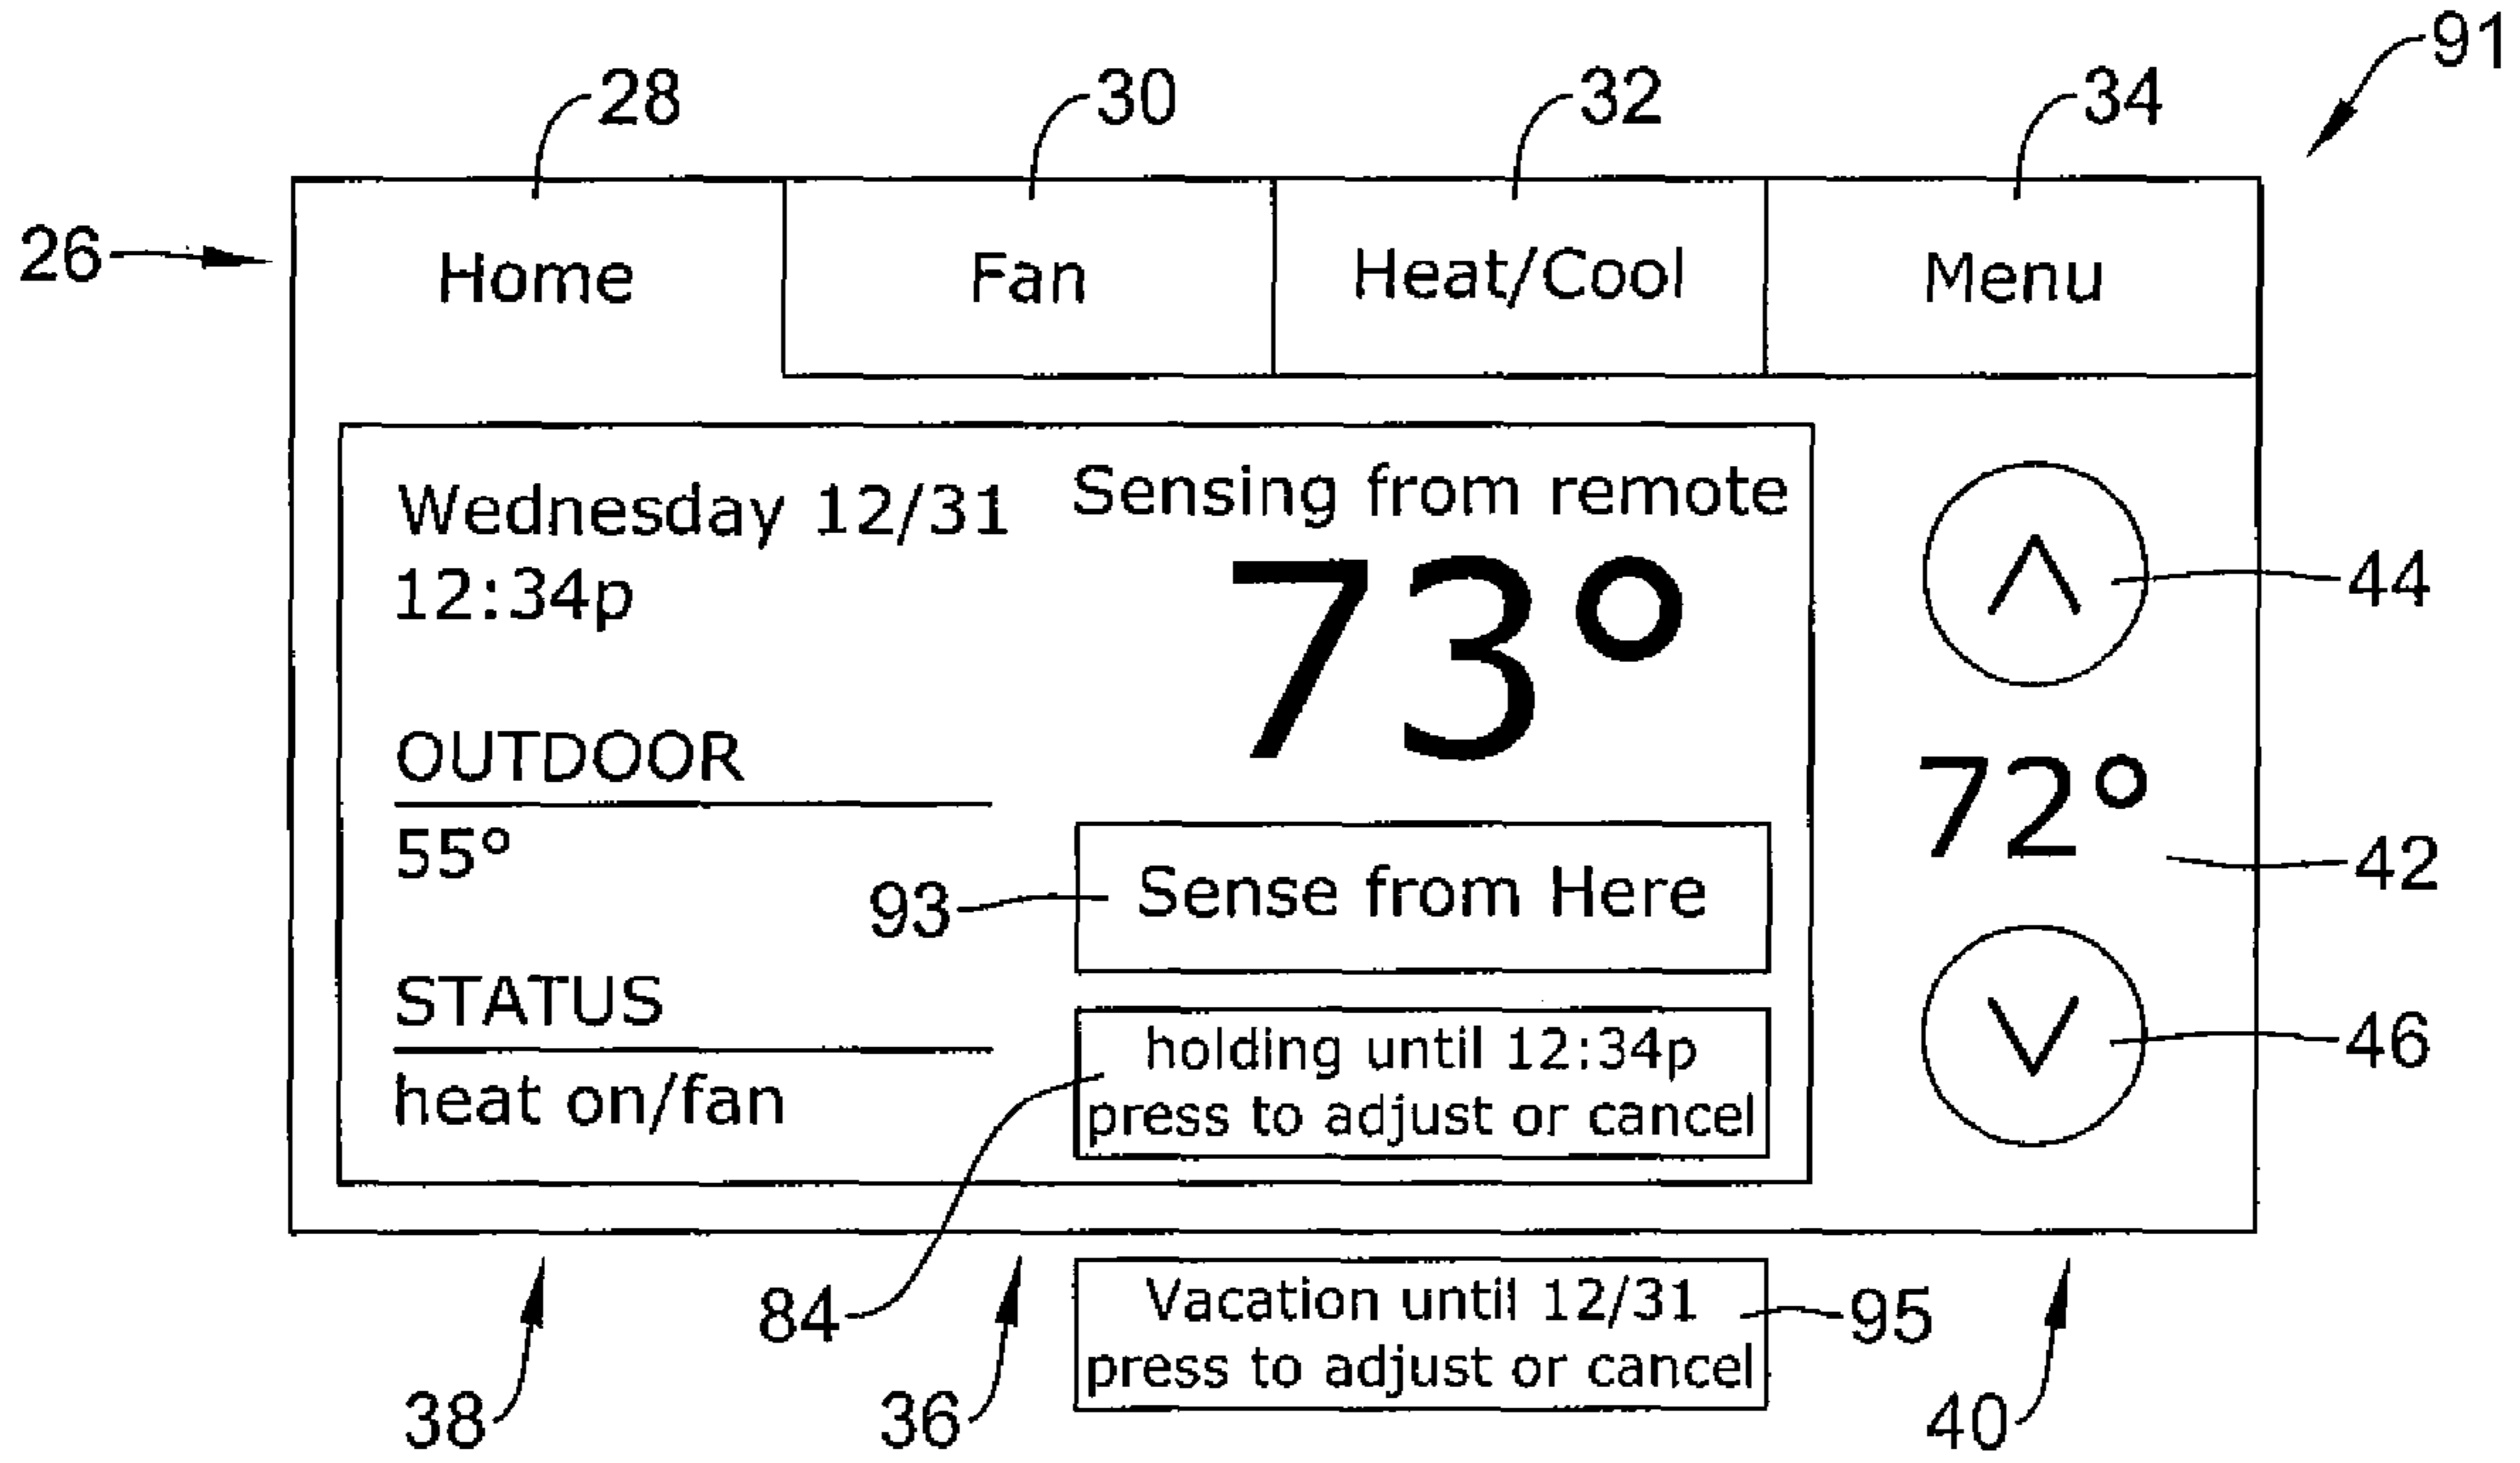 91
28
30
32
34
26
Home
Fan
Heat/Cool
Menu
Wednesday 12/31
12:34p
Sensing from remote
73°
44
OUTDOOR
55°
72°
42
93
Sense from Here
STATUS
heat on/fan
holding until 12:34p
press to adjust or cancel
46
84
Vacation until 12/31
press to adjust or cancel
95
38
36
40